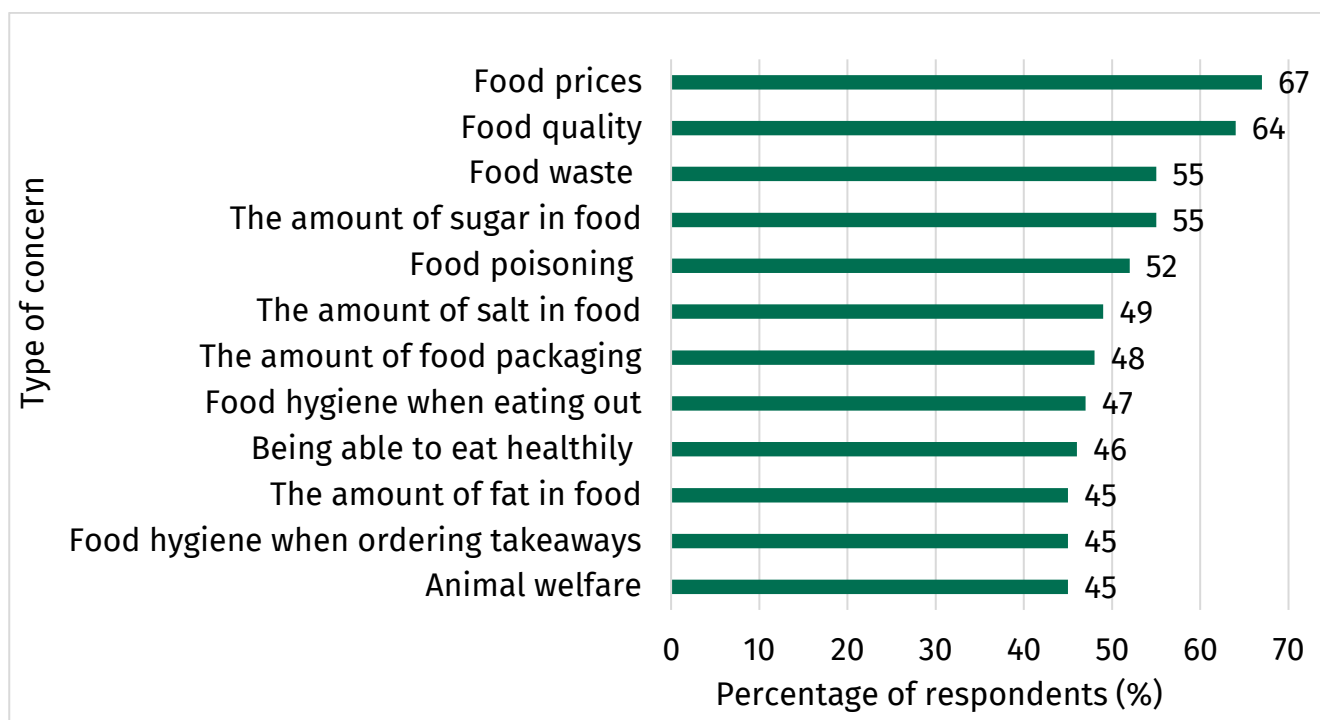 Type of concern
Food prices 67
Food quality 64
Food waste 55
The amount of sugar in food 55
Food poisoning 52
The amount of salt in food 49
The amount of food packaging 48
Food hygiene when eating out 47
Being able to eat healthily 46
The amount of fat in food 45
Food hygiene when ordering takeaways 45
Animal welfare 45
0 10 20 30 40 50 60 70
Percentage of respondents (%)